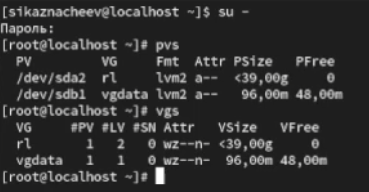 [sikaznacheev@localhost ~]$ su -
Пароль:
[root@localhost ~]# pvs
PV VG Fmt Attr PSize PFree
/dev/sda2 rl lvm2 a-- <39,00g 0
/dev/sdb1 vgdata lvm2 a-- 96,00m 48,00m
[root@localhost ~]# vgs
VG #PV #LV #SN Attr VSize VFree
rl 1 2 0 wz--n- <39,00g 0
vgdata 1 1 0 wz--n- 96,00m 48,00m
[root@localhost ~]#